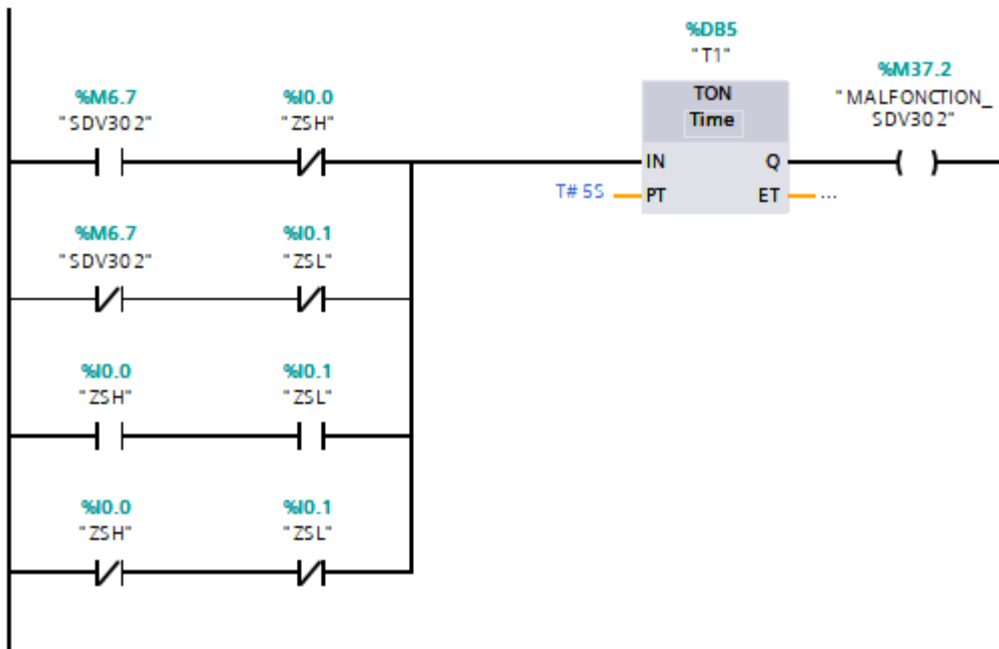 %DB5
"T1"
%M37.2
"MALFONCTION_
SDV302"
%M6.7
"SDV302"
%I0.0
"ZSH"
TON
Time
IN
Q
T# 5S
PT
ET
...
%M6.7
"SDV302"
%I0.1
"ZSL"
%I0.0
"ZSH"
%I0.1
"ZSL"
%I0.0
"ZSH"
%I0.1
"ZSL"